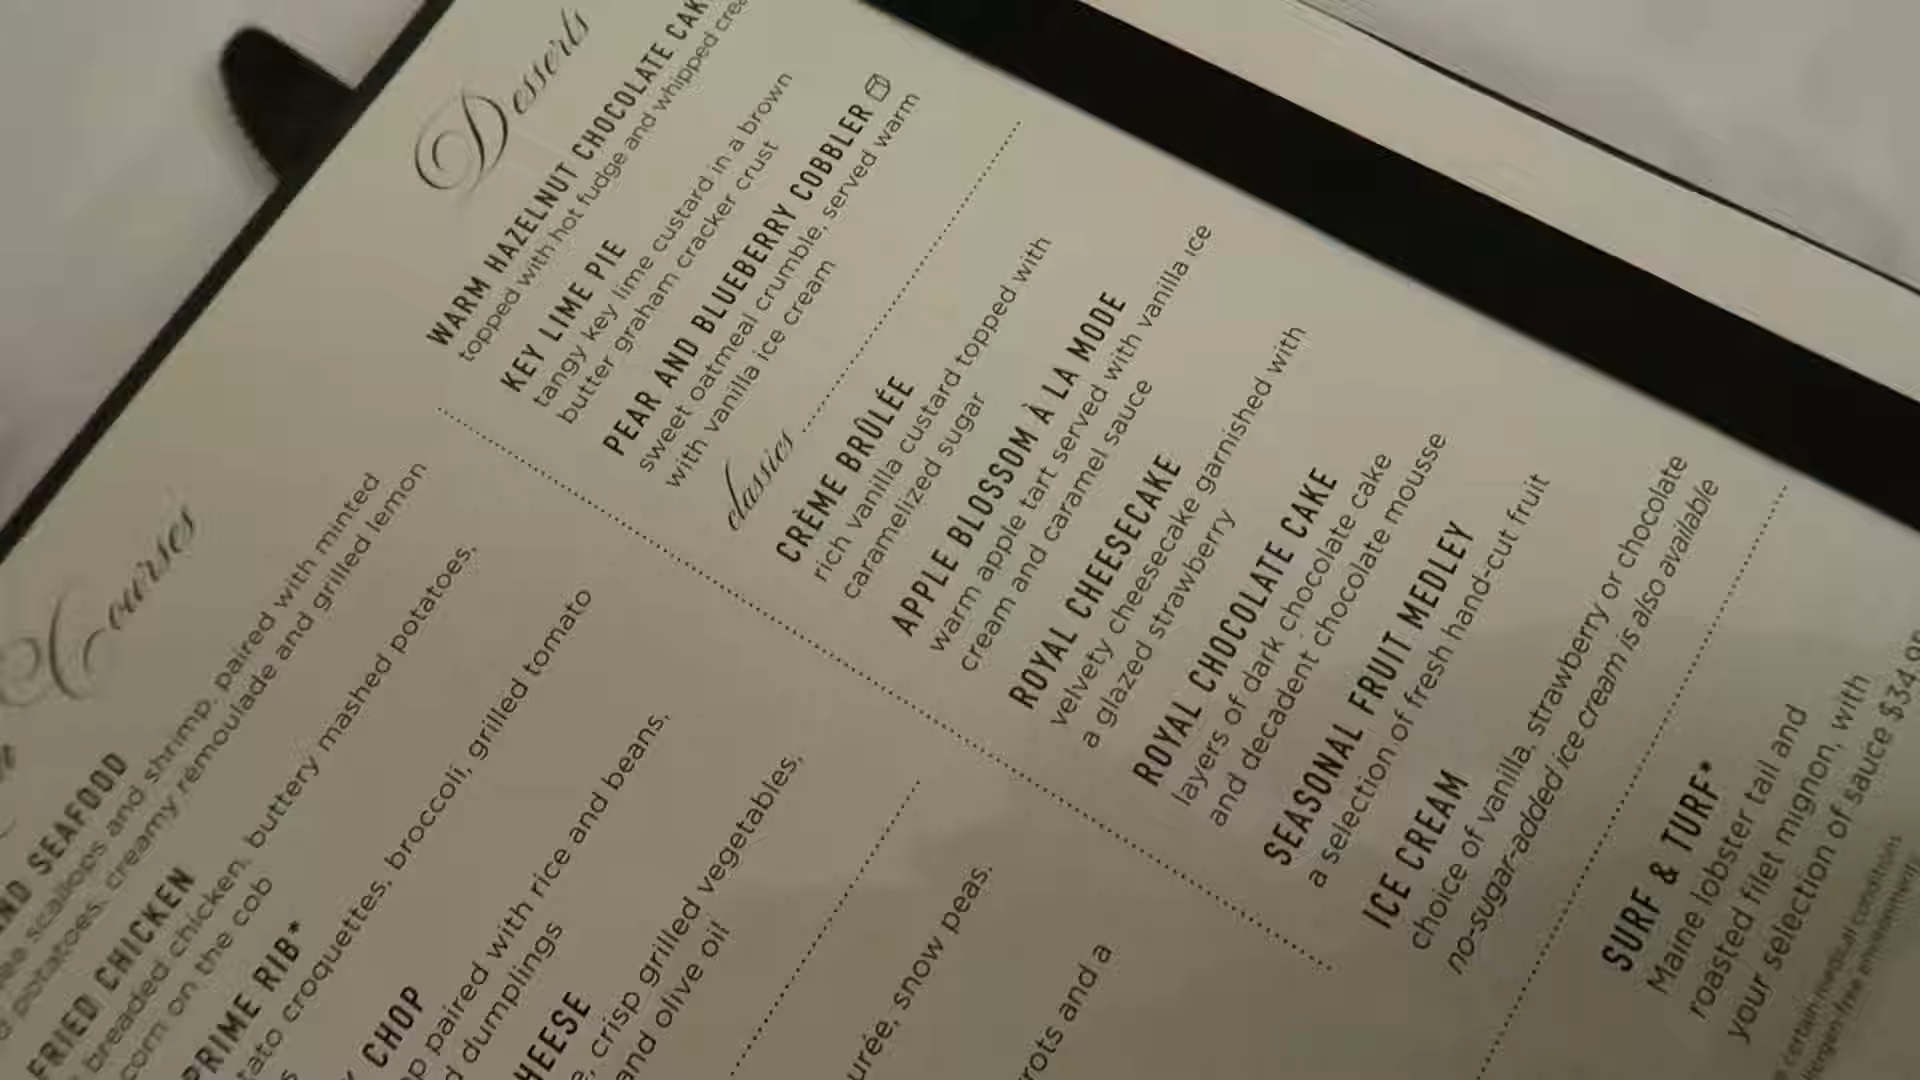 Desserts
WARM HAZELNUT CHOCOLATE
topped with hot fudge and whipped
KEY LIME PIE
tangy key lime custard in a brown
butter graham cracker crust
PEAR AND BLUEBERRY COBBLER
sweet oatmeal crumble, served warm
with vanilla ice cream
classics
CRÈME BRÛLÉE
rich vanilla custard topped with
caramelized sugar
APPLE BLOSSOM À LA MODE
warm apple tart served with vanilla ice
cream and caramel sauce
ROYAL CHEESECAKE
velvety cheesecake garnished with
a glazed strawberry
ROYAL CHOCOLATE CAKE
layers of dark chocolate cake
and decadent chocolate mousse
SEASONAL FRUIT MEDLEY
a selection of fresh hand-cut fruit
ICE CREAM
choice of vanilla, strawberry or chocolate
no-sugar-added ice cream is also available
SURF & TURF*
Maine lobster tail and
roasted filet mignon, with
your selection of sauce
certain medical conditions
Courses
SEAFOOD
scallops and shrimp, paired with minted
potatoes, creamy remoulade and grilled lemon
FRIED CHICKEN
breaded chicken, buttery mashed potatoes,
corn on the cob
PRIME RIB*
croquettes, broccoli, grilled tomato
CHOP
paired with rice and beans,
dumplings
crisp grilled vegetables,
and olive oil
snow peas.
and a